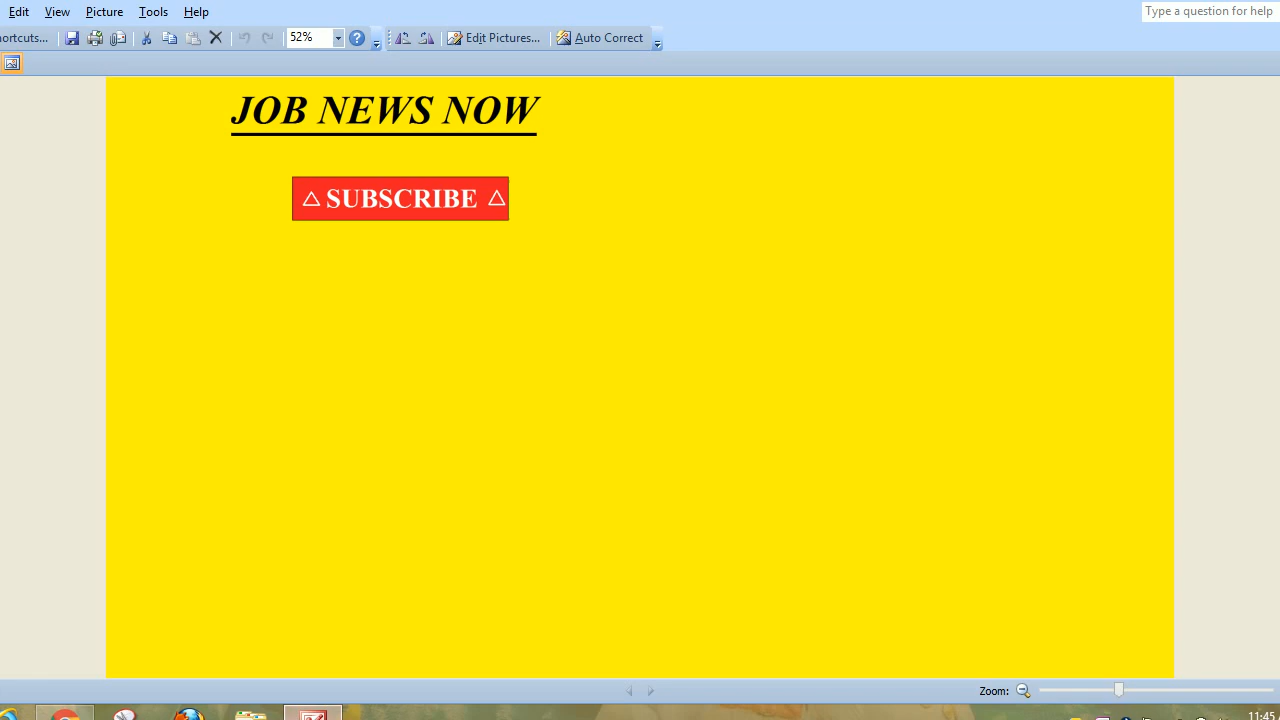 Edit View Picture Tools Help Type a question for help
ortcuts... 52% Edit Pictures... Auto Correct
JOB NEWS NOW
SUBSCRIBE
Zoom:
11:45